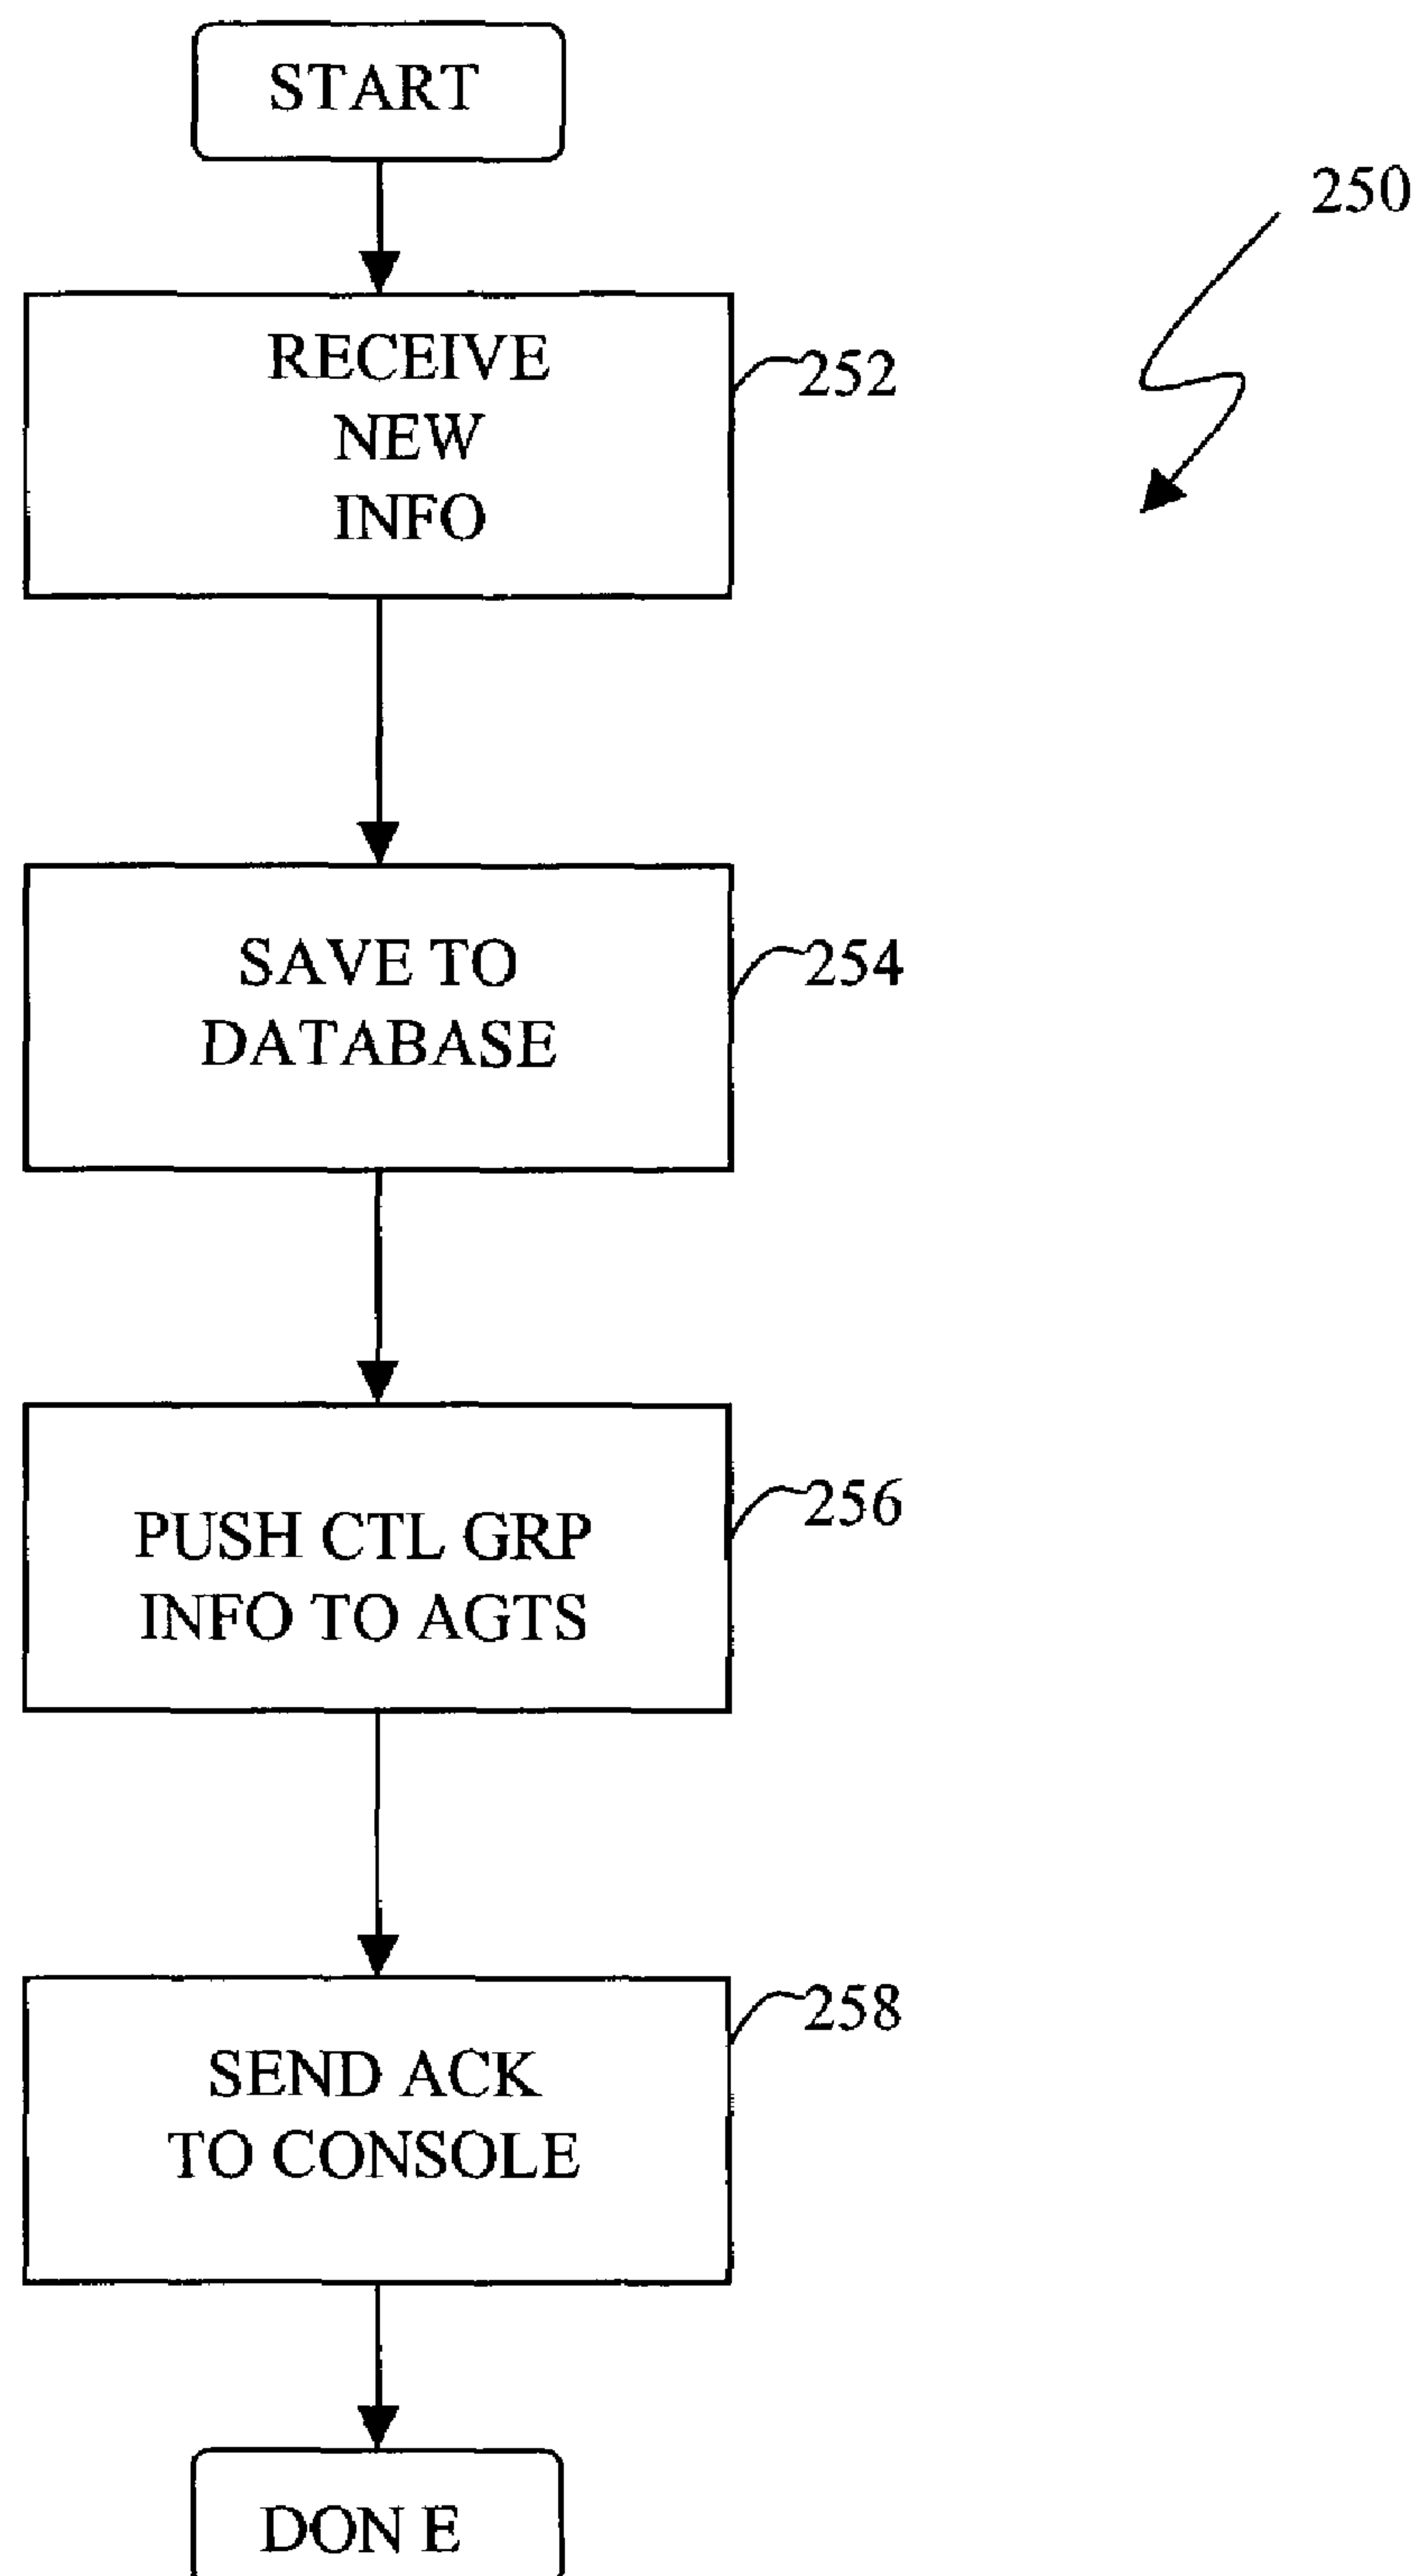 START
250
RECEIVE
NEW
INFO
252
SAVE TO
DATABASE
254
PUSH CTL GRP
INFO TO AGTS
256
SEND ACK
TO CONSOLE
258
DON E